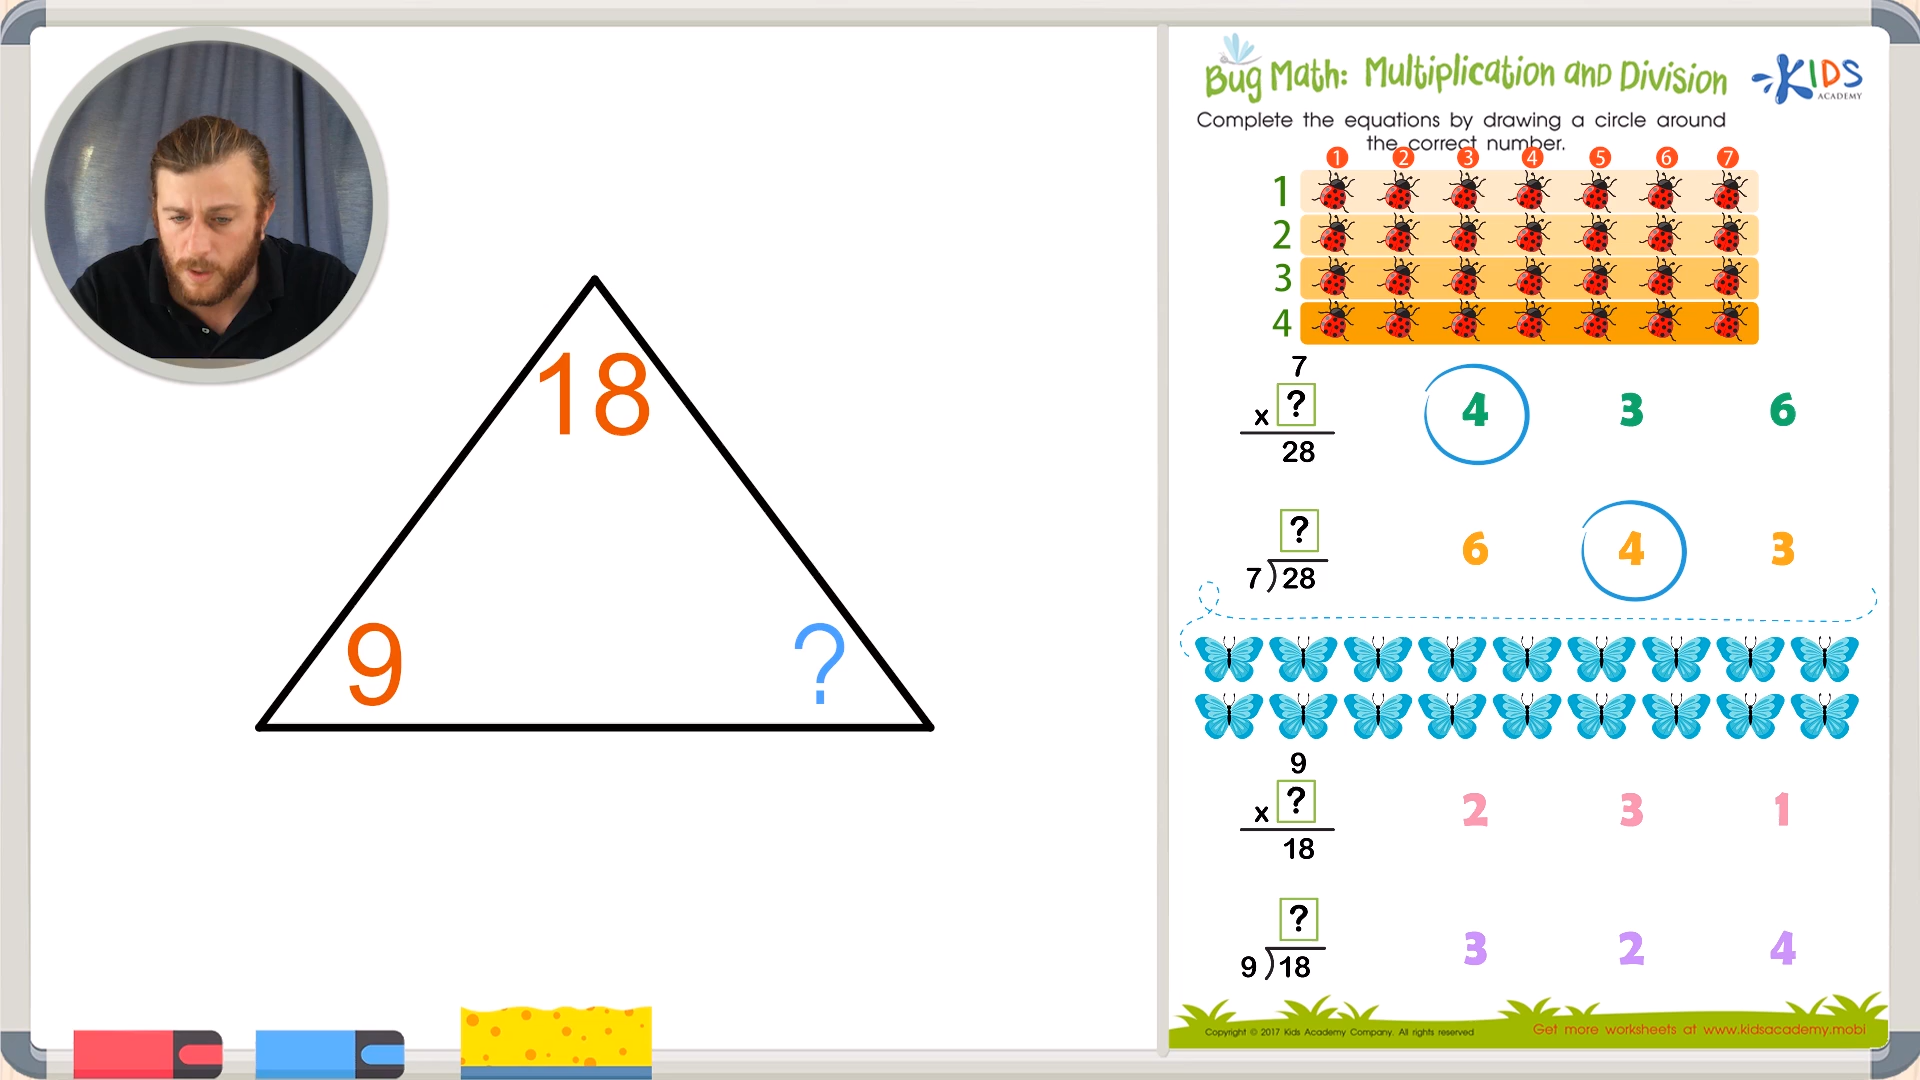 18
9
?
Bug Math: Multiplication and Division
KIDS
ACADEMY
Complete the equations by drawing a circle around
the correct number.
1 2 3 4 5 6 7
1
2
3
4
7
x ?
28
4 3 6
?
7)28
6 4 3
9
x ?
18
2 3 1
?
9)18
3 2 4
Copyright © 2017 Kids Academy Company. All rights reserved
Get more worksheets at www.kidsacademy.mobi